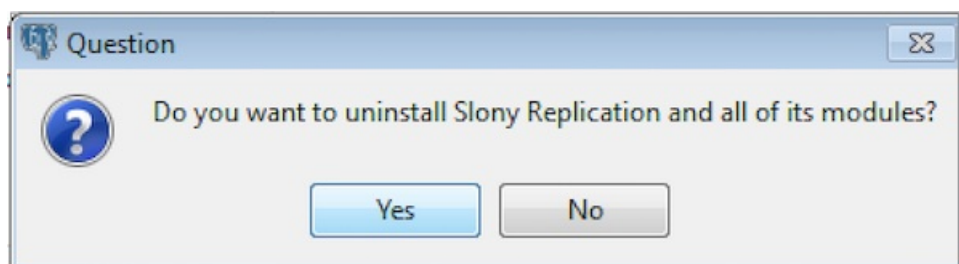 Question
Do you want to uninstall Slony Replication and all of its modules?
Yes
No